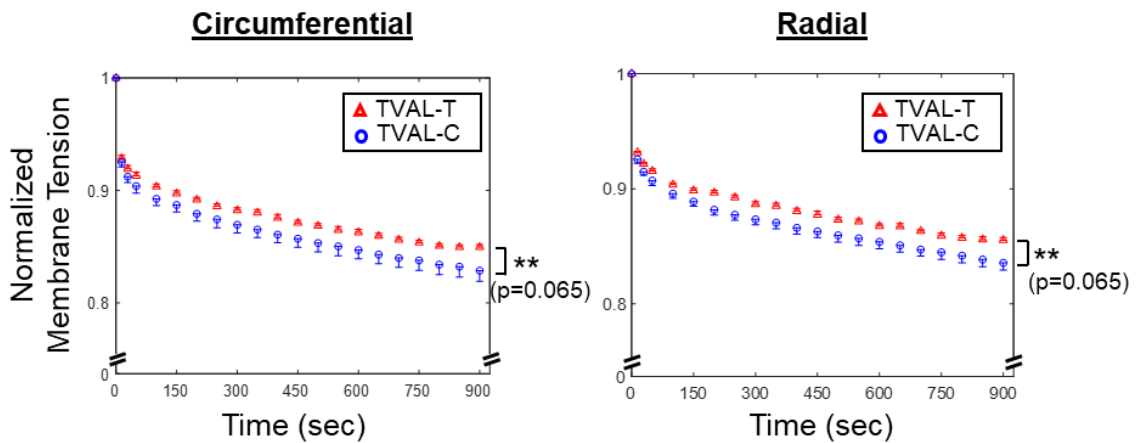 Circumferential
Radial
Normalized
Membrane Tension
1
0.9
0.8
0
TVAL-T
TVAL-C
**
(p=0.065)
0 150 300 450 600 750 900
Time (sec)
1
0.9
0.8
0
TVAL-T
TVAL-C
**
(p=0.065)
0 150 300 450 600 750 900
Time (sec)